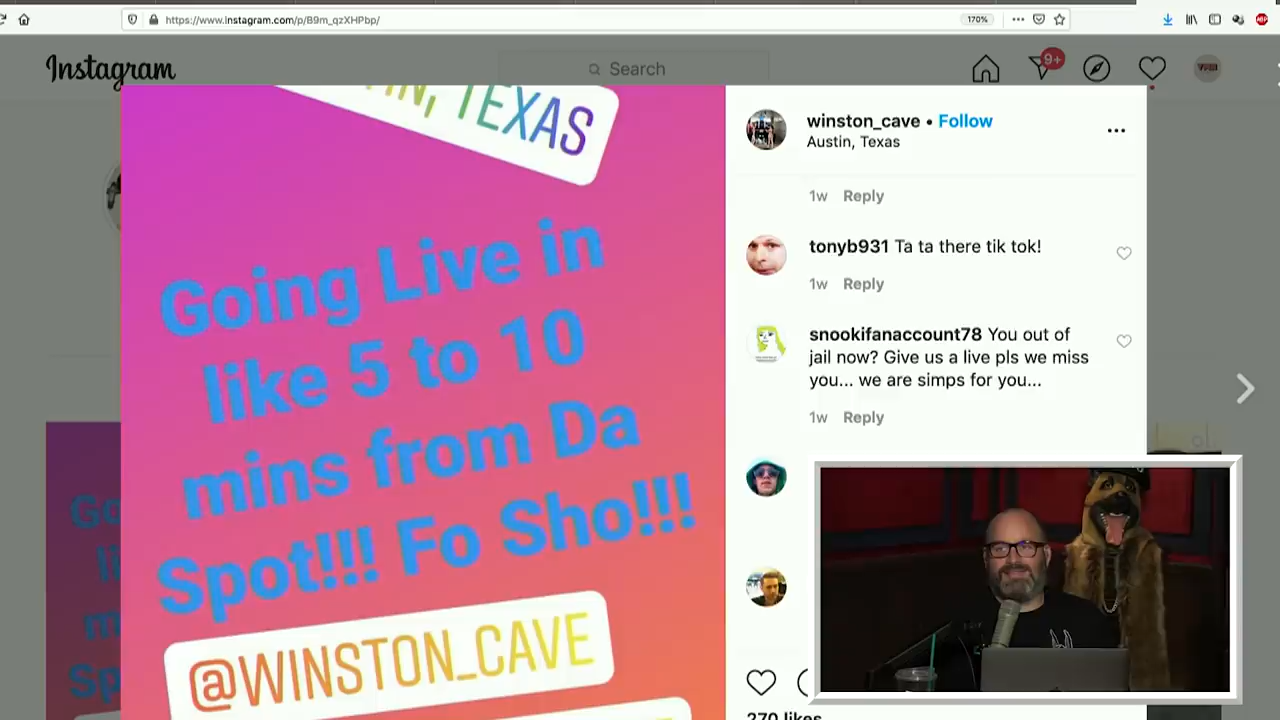 https://www.instagram.com/p/B9m_qzXHPbp/
170%
Instagram
Search
9+
TEXAS
Going Live in
like 5 to 10
mins from Da
Spot!!! Fo Sho!!!
@WINSTON_CAVE
winston_cave • Follow
Austin, Texas
1w Reply
tonyb931 Ta ta there tik tok!
1w Reply
snookifanaccount78 You out of
jail now? Give us a live pls we miss
you... we are simps for you...
1w Reply
270 likes